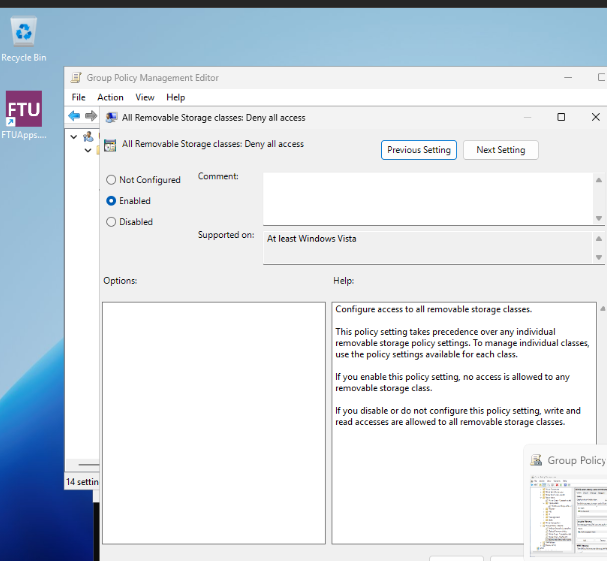 Recycle Bin
FTU
FTUApps....
Group Policy Management Editor
File Action View Help
All Removable Storage classes: Deny all access
All Removable Storage classes: Deny all access
Previous Setting
Next Setting
Not Configured
Enabled
Disabled
Comment:
Supported on:
At least Windows Vista
Options:
Help:
Configure access to all removable storage classes.
This policy setting takes precedence over any individual
removable storage policy settings. To manage individual classes,
use the policy settings available for each class.
If you enable this policy setting, no access is allowed to any
removable storage class.
If you disable or do not configure this policy setting, write and
read accesses are allowed to all removable storage classes.
14 settin
Group Policy